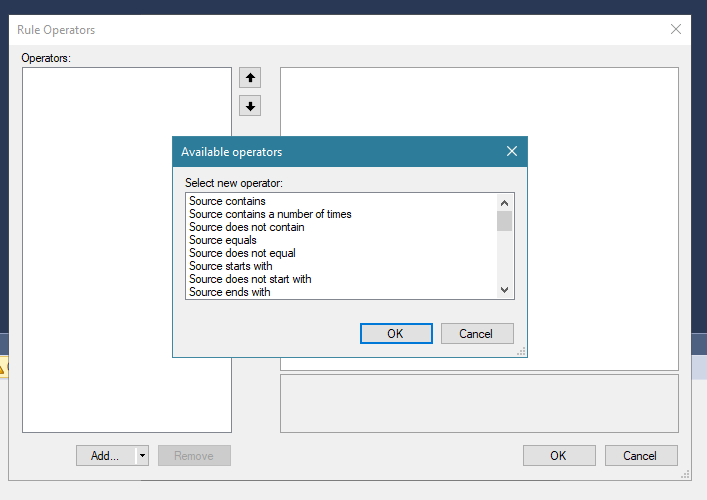 Rule Operators
Operators:
Available operators
Select new operator:
Source contains
Source contains a number of times
Source does not contain
Source equals
Source does not equal
Source starts with
Source does not start with
Source ends with
OK
Cancel
Add...
Remove
OK
Cancel